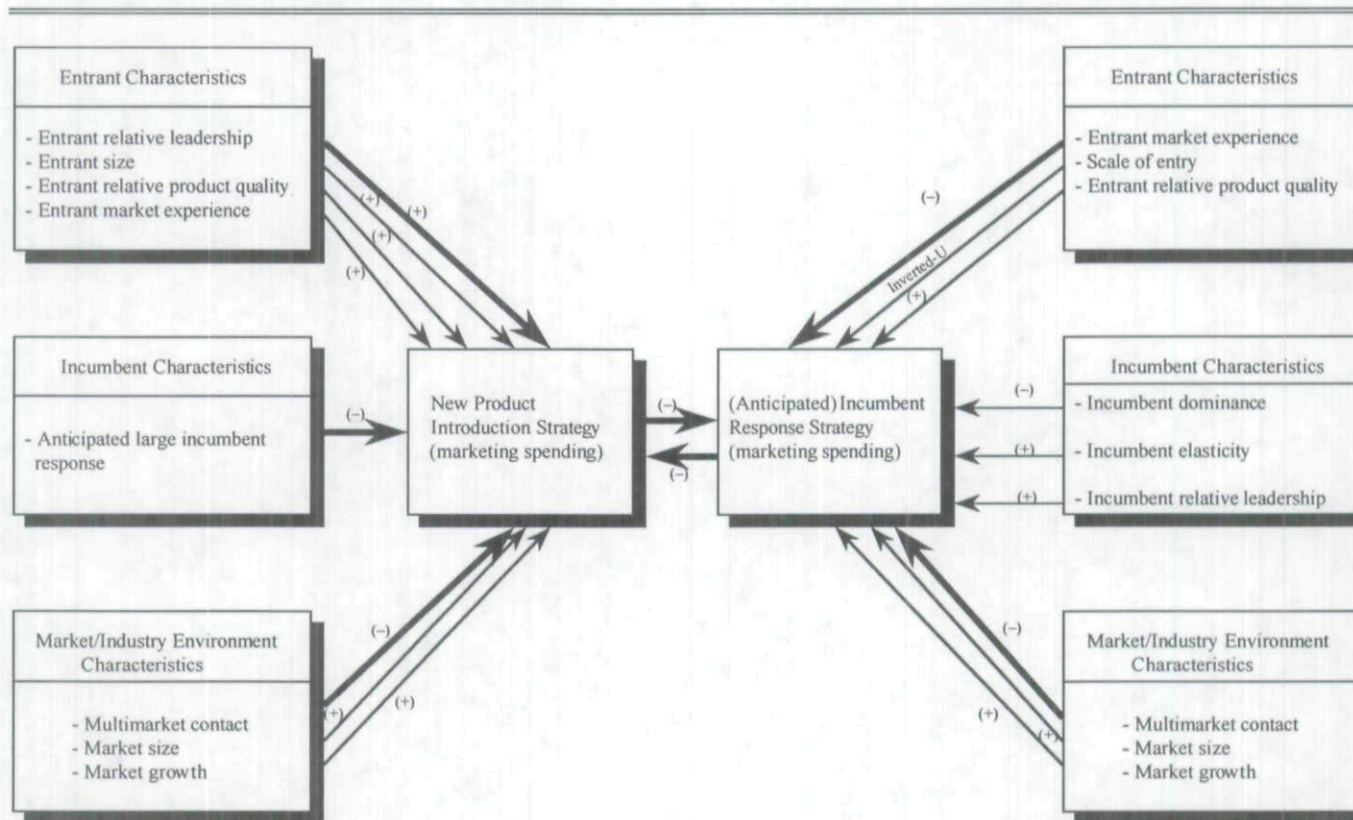 Entrant Characteristics
- Entrant relative leadership
- Entrant size
- Entrant relative product quality
- Entrant market experience
(+)
(+)
(+)
(+)
Entrant Characteristics
- Entrant market experience
- Scale of entry
- Entrant relative product quality
(–)
Inverted-U
(+)
Incumbent Characteristics
- Anticipated large incumbent
response
(–)
New Product
Introduction Strategy
(marketing spending)
(–)
(–)
(Anticipated) Incumbent
Response Strategy
(marketing spending)
Incumbent Characteristics
- Incumbent dominance
- Incumbent elasticity
- Incumbent relative leadership
(–)
(+)
(+)
Market/Industry Environment
Characteristics
- Multimarket contact
- Market size
- Market growth
(–)
(+)
(+)
Market/Industry Environment
Characteristics
- Multimarket contact
- Market size
- Market growth
(–)
(+)
(+)